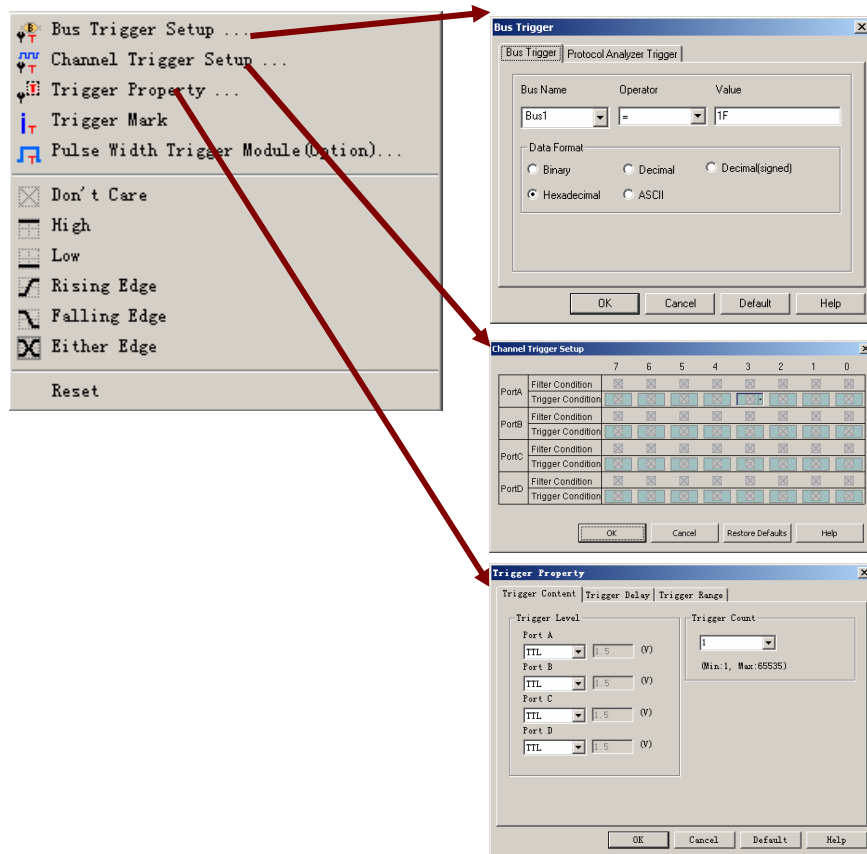 Bus Trigger Setup ...
Channel Trigger Setup ...
Trigger Property ...
Trigger Mark
Pulse Width Trigger Module(Option)...
Don't Care
High
Low
Rising Edge
Falling Edge
Either Edge
Reset
Bus Trigger
Bus Trigger Protocol Analyzer Trigger
Bus Name Operator Value
Bus1 = 1F
Data Format
Binary Decimal Decimal(signed)
Hexadecimal ASCII
OK Cancel Default Help
Channel Trigger Setup
7 6 5 4 3 2 1 0
PortA
Filter Condition
Trigger Condition
PortB
Filter Condition
Trigger Condition
PortC
Filter Condition
Trigger Condition
PortD
Filter Condition
Trigger Condition
OK Cancel Restore Defaults Help
Trigger Property
Trigger Content Trigger Delay Trigger Range
Trigger Level
Port A
TTL 1.5 (V)
Port B
TTL 1.5 (V)
Port C
TTL 1.5 (V)
Port D
TTL 1.5 (V)
Trigger Count
1
(Min:1, Max:65535)
OK Cancel Default Help